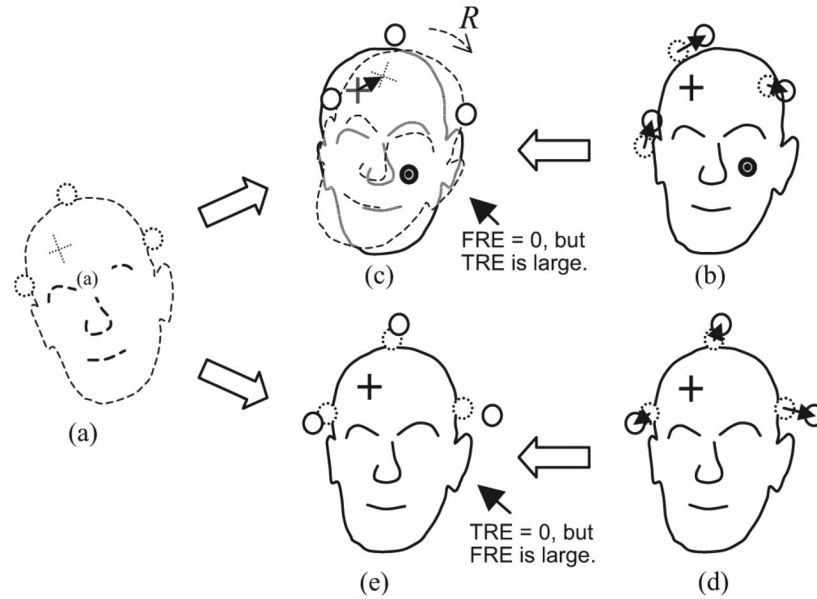 R
FRE = 0, but
TRE is large.
(c)
(b)
(a)
(a)
TRE = 0, but
FRE is large.
(e)
(d)